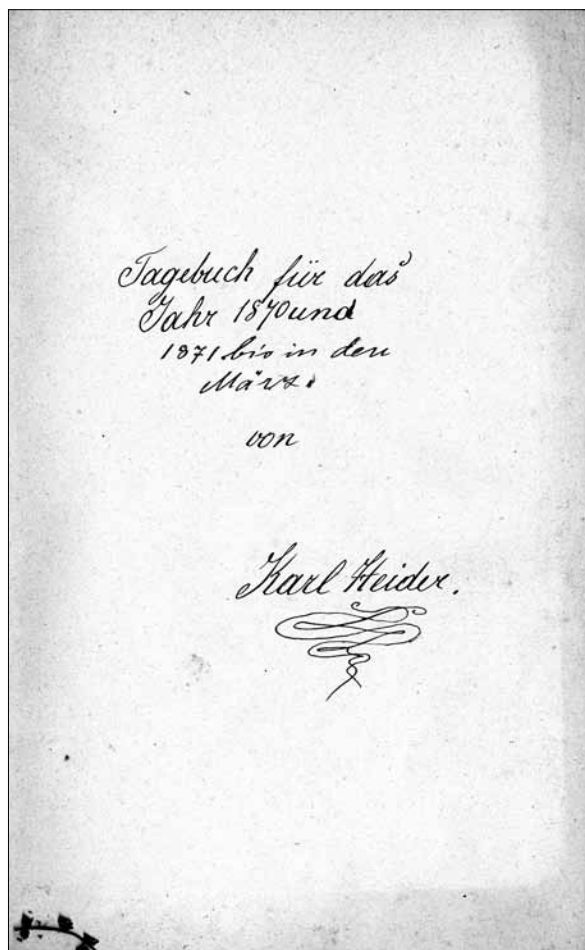 Tagebuch für das
Jahr 1870 und
1871 bis in den
März.
von
Karl Heider.